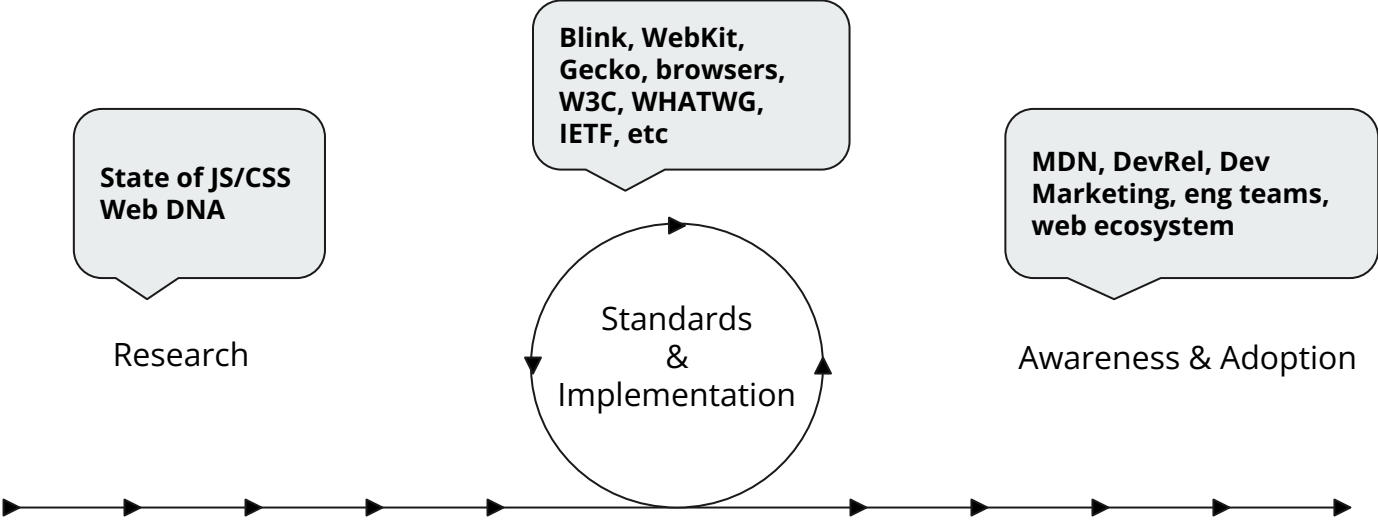 State of JS/CSS
Web DNA
Research
Blink, WebKit,
Gecko, browsers,
W3C, WHATWG,
IETF, etc
Standards
&
Implementation
MDN, DevRel, Dev
Marketing, eng teams,
web ecosystem
Awareness & Adoption